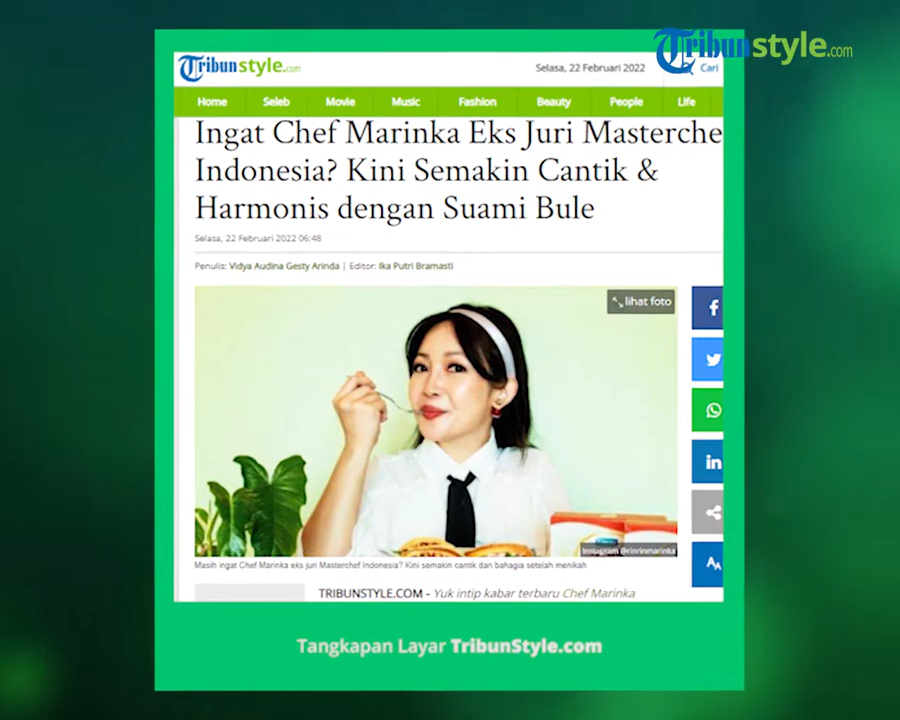 Tribunstyle.com
Tribunstyle.com
Selasa, 22 Februari 2022
Cari
Home Seleb Movie Music Fashion Beauty People Life
Ingat Chef Marinka Eks Juri Masterche
Indonesia? Kini Semakin Cantik &
Harmonis dengan Suami Bule
Selasa, 22 Februari 2022 06:48
Penulis: Vidya Audina Gesty Arinda | Editor: Ika Putri Bramasti
lihat foto
f
in
AA
Instagram @rinrinmarinka
Masih ingat Chef Marinka eks juri Masterchef Indonesia? Kini semakin cantik dan bahagia setelah menikah
TRIBUNSTYLE.COM - Yuk intip kabar terbaru Chef Marinka
Tangkapan Layar TribunStyle.com